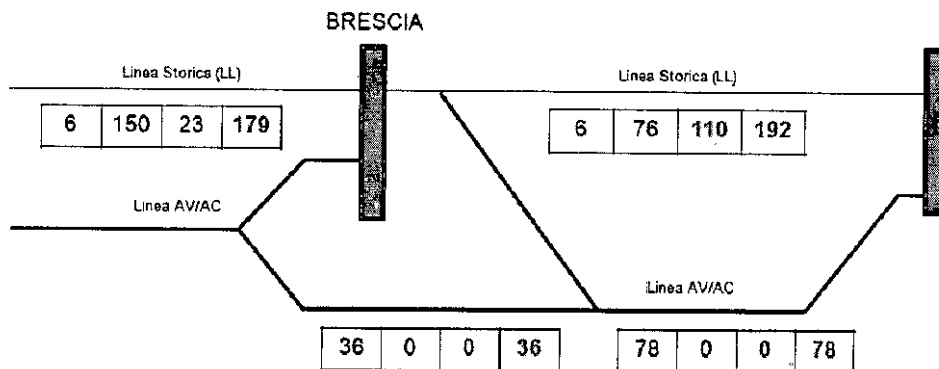 BRESCIA
Linea Storica (LL)
Linea Storica (LL)
6 150 23 179
6 76 110 192
Linea AV/AC
Linea AV/AC
36 0 0 36
78 0 0 78